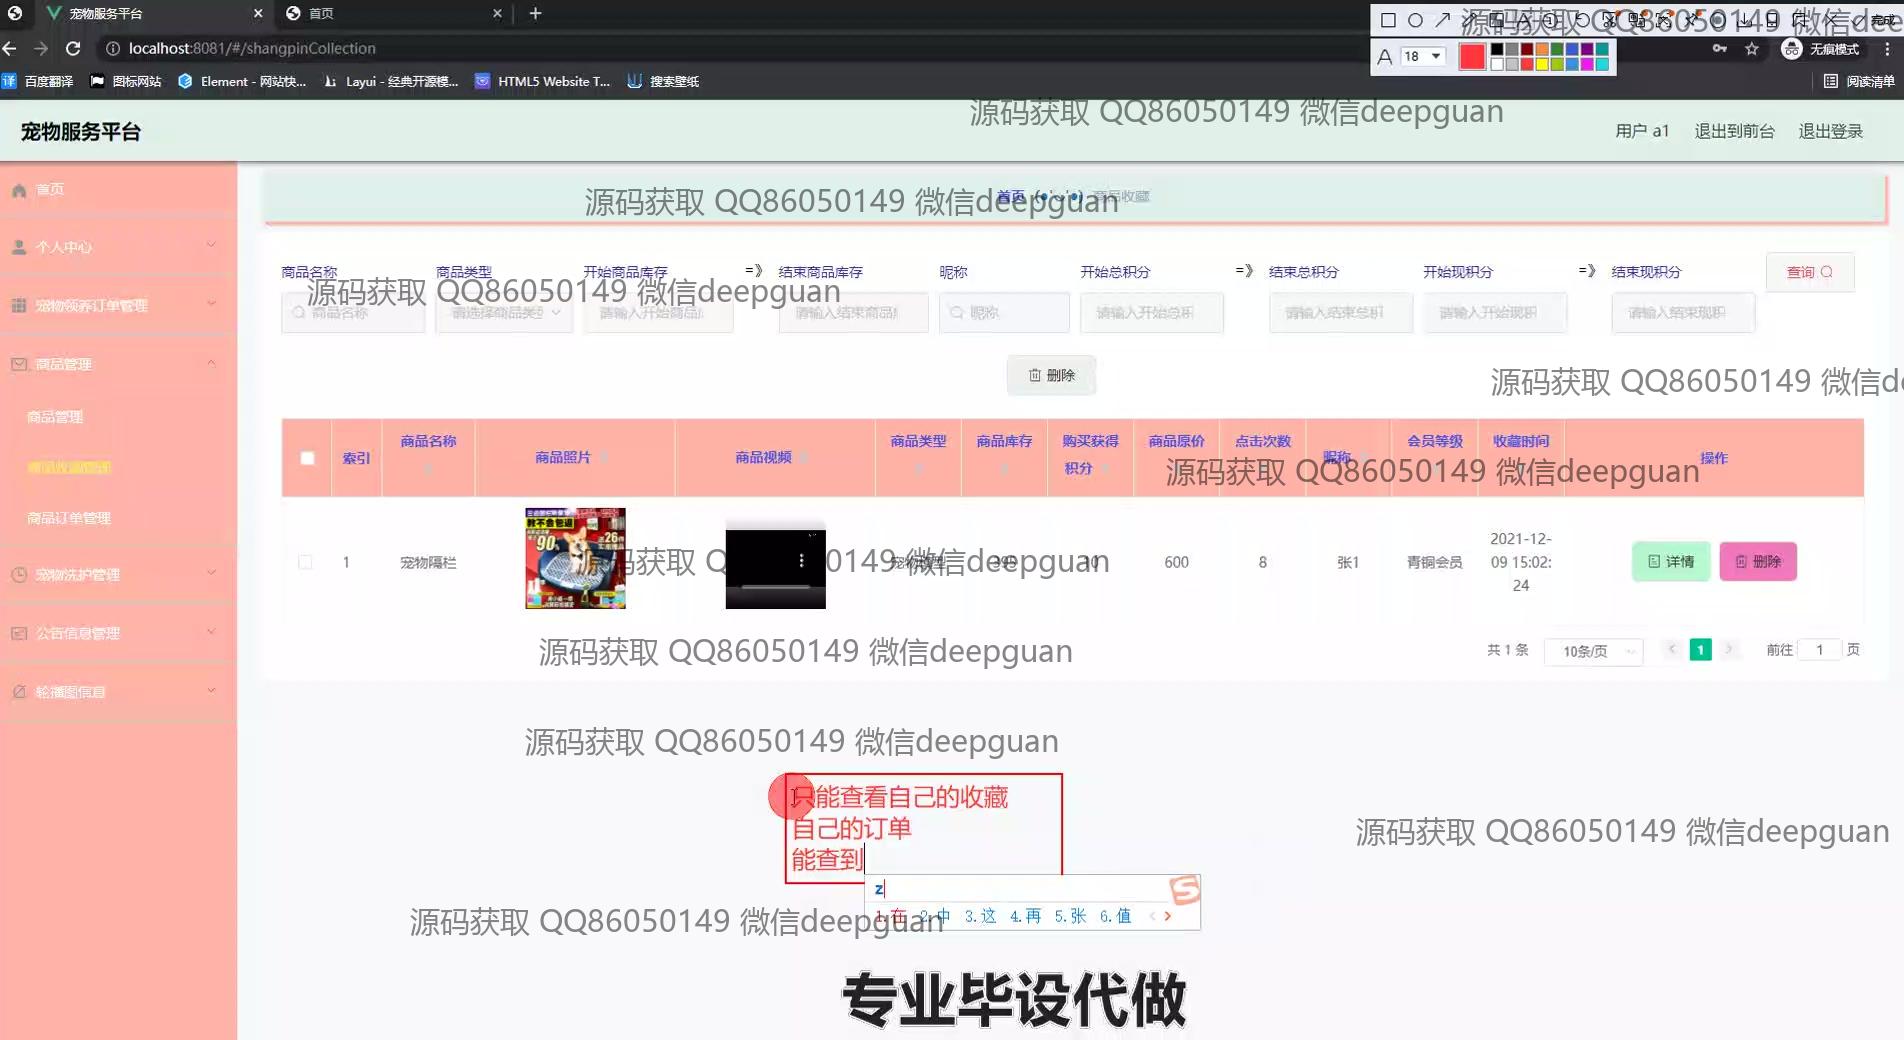 宠物服务平台
首页
localhost:8081/#/shangpinCollection
百度翻译
图标网站
Element - 网站快...
Layui - 经典开源模...
HTML5 Website T...
搜索壁纸
A 18
完成
无痕模式
阅读清单
源码获取 QQ86050149 微信deepguan
宠物服务平台
用户 a1
退出到前台
退出登录
首页 (●'◡'●) 商品收藏
源码获取 QQ86050149 微信deepguan
首页
个人中心
宠物领养订单管理
商品管理
商品管理
商品收藏管理
商品订单管理
宠物洗护管理
公告信息管理
轮播图信息
商品名称 商品类型 开始商品库存 =》 结束商品库存 昵称 开始总积分 =》 结束总积分 开始现积分 =》 结束现积分 查询
源码获取 QQ86050149 微信deepguan
商品名称 请选择商品类型 请输入开始商品 请输入结束商品 昵称 请输入开始总积 请输入结束总积 请输入开始现积 请输入结束现积
删除
源码获取 QQ86050149 微信de
索引 商品名称 商品照片 商品视频 商品类型 商品库存 购买获得积分 商品原价 点击次数 昵称 会员等级 收藏时间 操作
源码获取 QQ86050149 微信deepguan
教不会包退
90%
26件
1 宠物隔栏 395 10 600 8 张1 青铜会员 2021-12-09 15:02:24 详情 删除
源码获取 QQ86050149 微信deepguan
共 1 条 10条/页 1 前往 1 页
源码获取 QQ86050149 微信deepguan
源码获取 QQ86050149 微信deepguan
只能查看自己的收藏
自己的订单
能查到
源码获取 QQ86050149 微信deepguan
z
1.在 2.中 3.这 4.再 5.张 6.值
源码获取 QQ86050149 微信deepguan
专业毕设代做